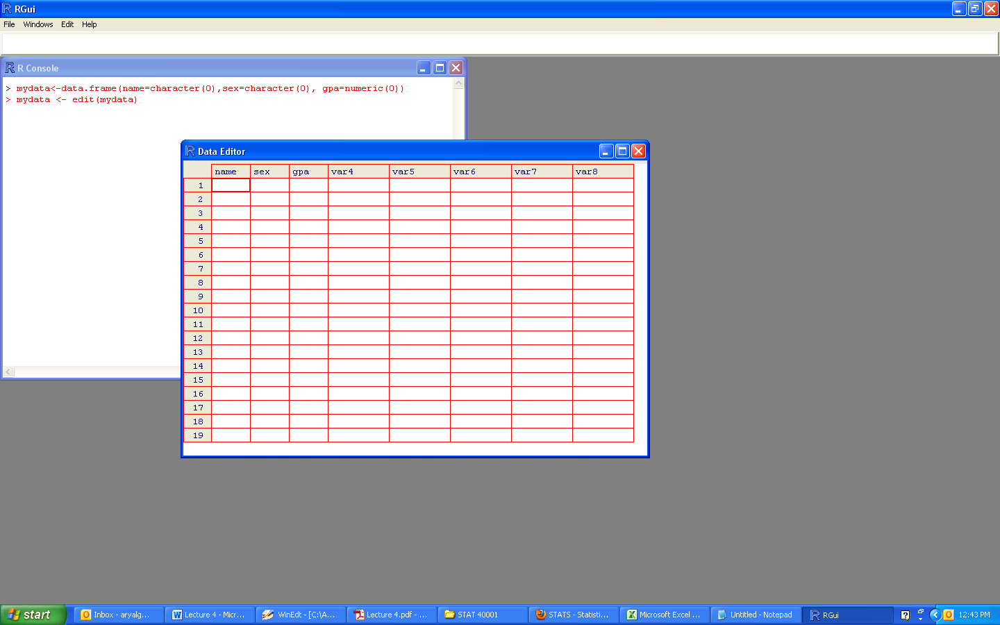 RGui
File Windows Edit Help
R Console
> mydata<-data.frame(name=character(0),sex=character(0), gpa=numeric(0))
> mydata <- edit(mydata)
Data Editor
name sex gpa var4 var5 var6 var7 var8
1
2
3
4
5
6
7
8
9
10
11
12
13
14
15
16
17
18
19
start Inbox - aryalg... Lecture 4 - Micr... WinEdt - [C:\A... Lecture 4.pdf - ... STAT 40001 STATS - Statisti... Microsoft Excel ... Untitled - Notepad RGui 12:43 PM